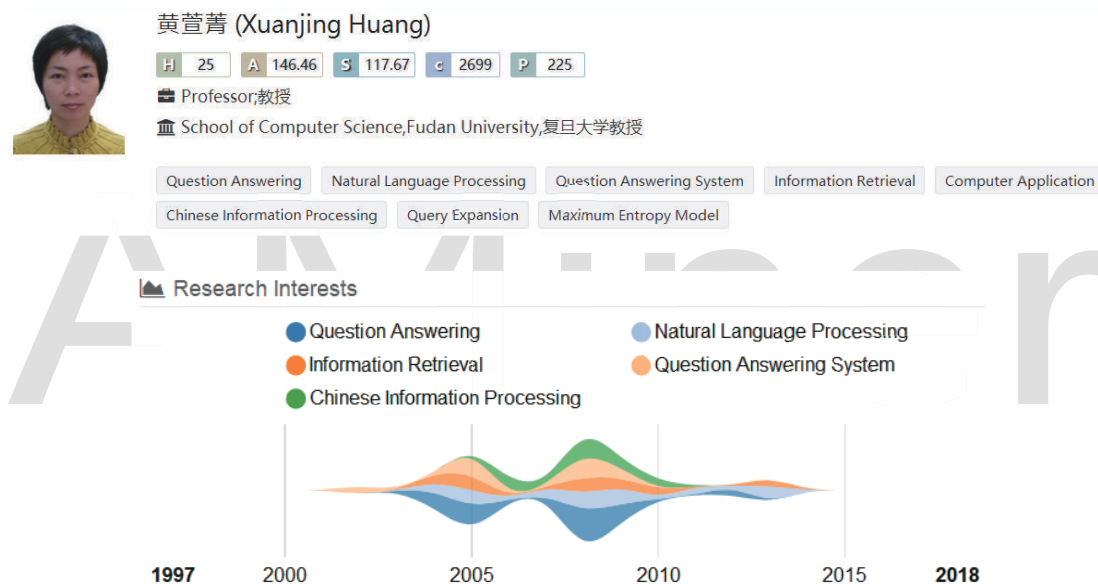 黄萱菁 (Xuanjing Huang)
H 25 A 146.46 S 117.67 c 2699 P 225
Professor;教授
School of Computer Science,Fudan University,复旦大学教授
Question Answering Natural Language Processing Question Answering System Information Retrieval Computer Application
Chinese Information Processing Query Expansion Maximum Entropy Model
AMiner
Research Interests
Question Answering Natural Language Processing
Information Retrieval Question Answering System
Chinese Information Processing
1997 2000 2005 2010 2015 2018